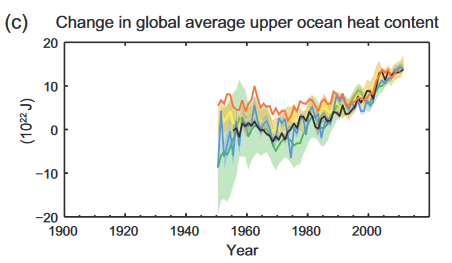 (c) Change in global average upper ocean heat content
20
10
0
−10
−20
(10²² J)
1900 1920 1940 1960 1980 2000
Year